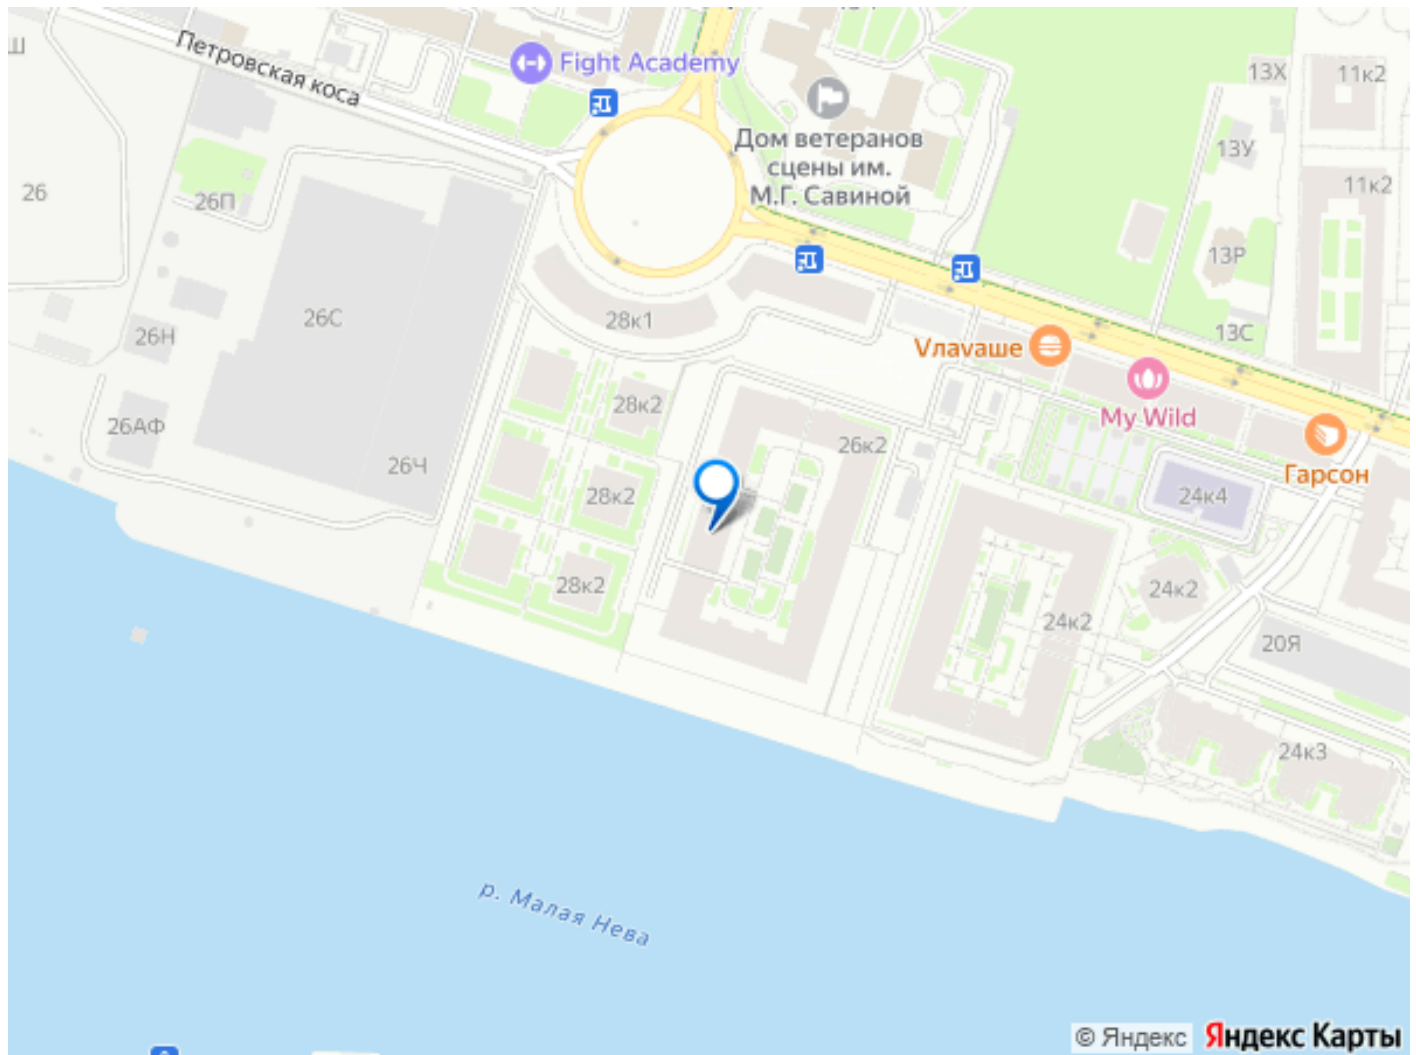 Петровская коса
Fight Academy
Дом ветеранов
сцены им.
М.Г. Савиной
13Х
11к2
13У
11к2
26
26П
13Р
26С
28к1
26Н
13С
Vлаvаше
My Wild
28к2
26АФ
26к2
26Ч
Гарсон
28к2
24к4
28к2
24к2
24к2
20Я
24к3
р. Малая Нева
© Яндекс
Яндекс Карты